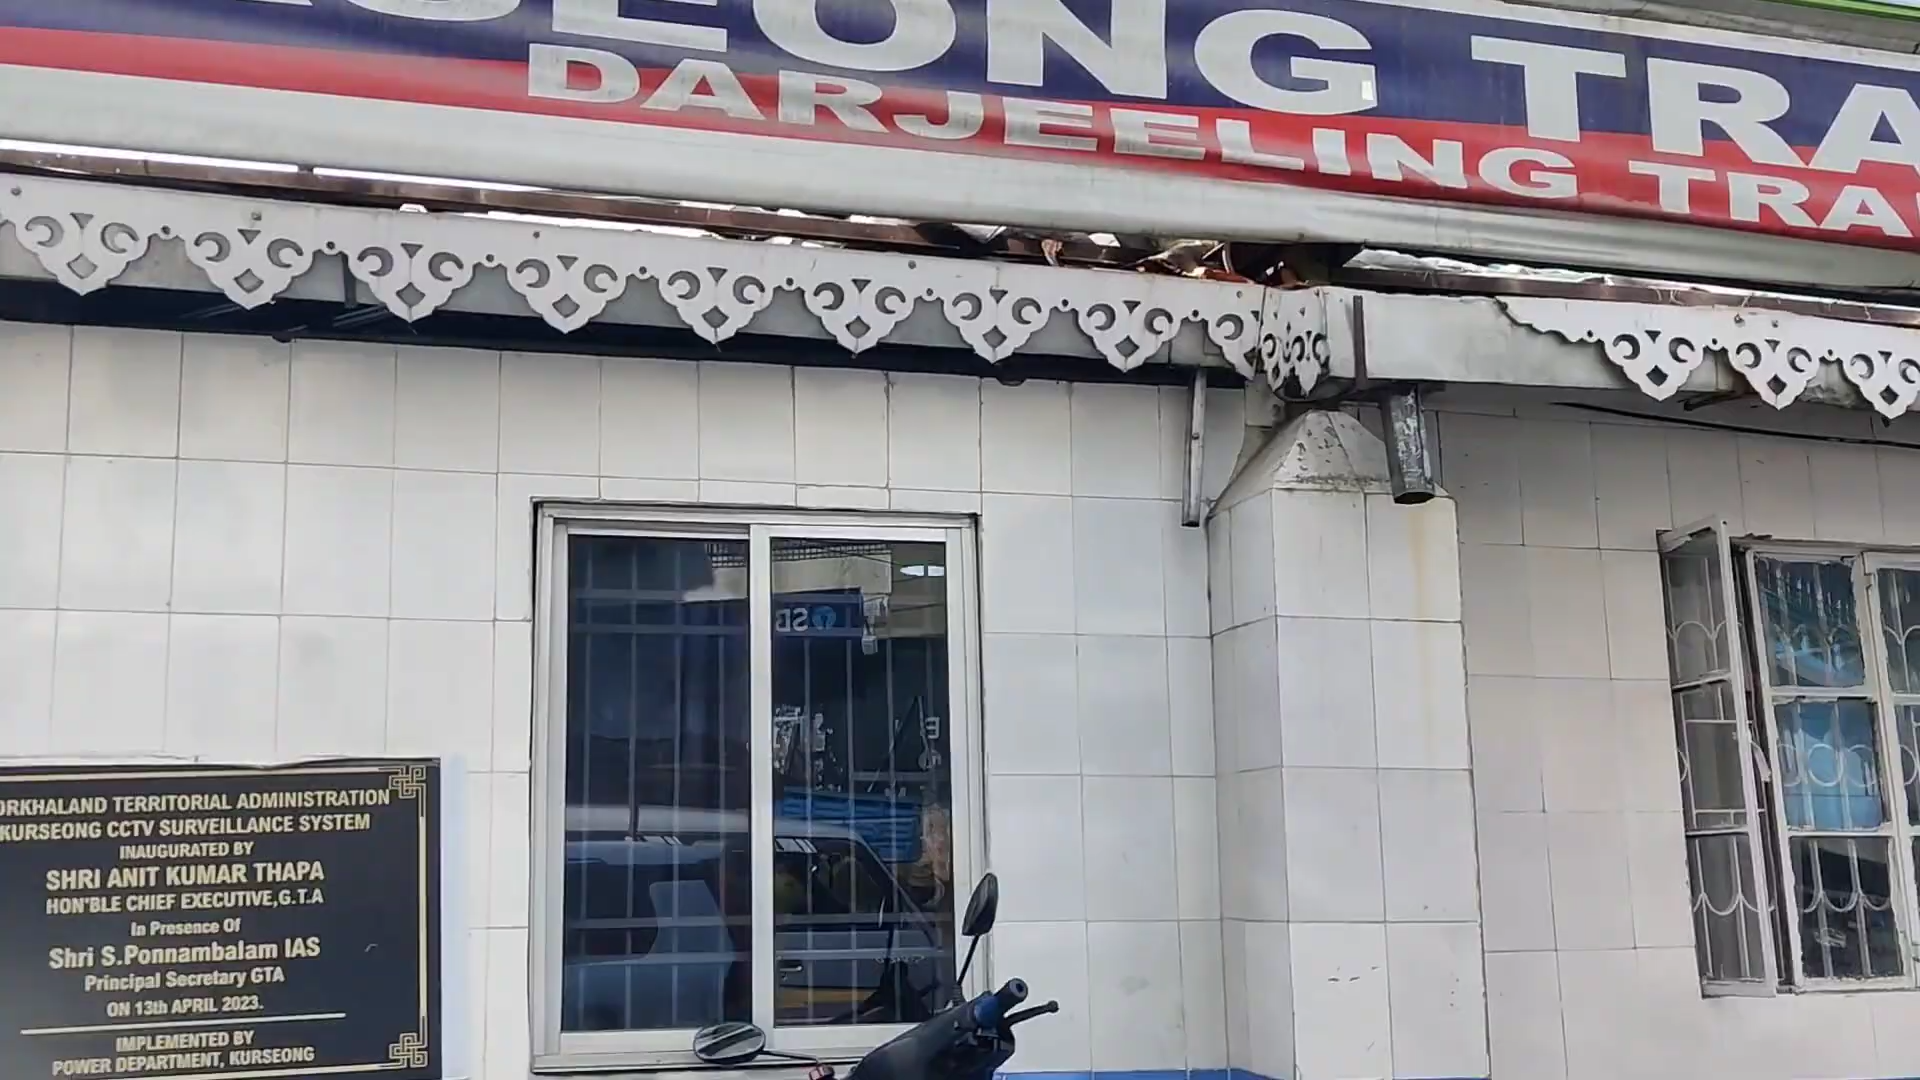 SEONG TRA
DARJEELING TRA
SB
ORKHALAND TERRITORIAL ADMINISTRATION
KURSEONG CCTV SURVEILLANCE SYSTEM
INAUGURATED BY
SHRI ANIT KUMAR THAPA
HON'BLE CHIEF EXECUTIVE,G.T.A
In Presence Of
Shri S.Ponnambalam IAS
Principal Secretary GTA
ON 13th APRIL 2023.
IMPLEMENTED BY
POWER DEPARTMENT, KURSEONG